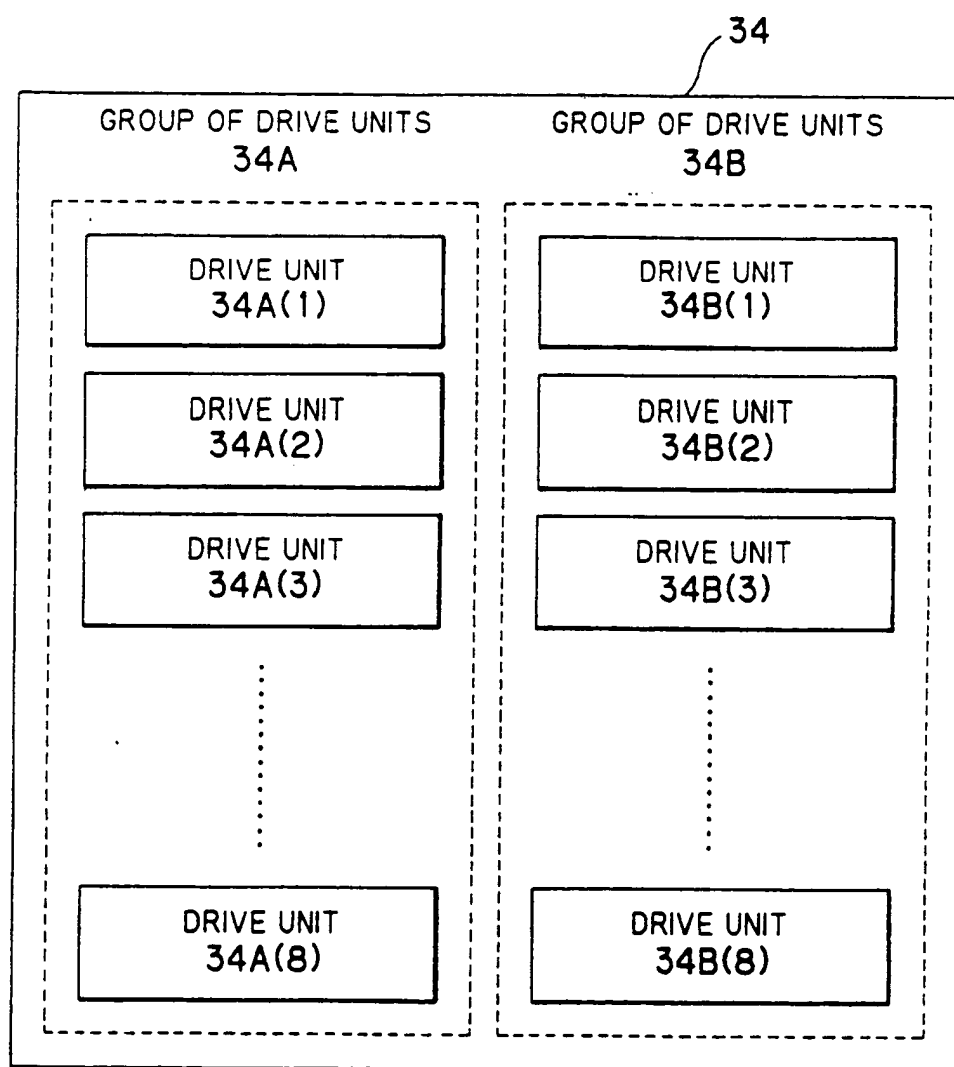 34
GROUP OF DRIVE UNITS
34A
DRIVE UNIT
34A(1)
DRIVE UNIT
34A(2)
DRIVE UNIT
34A(3)
DRIVE UNIT
34A(8)
GROUP OF DRIVE UNITS
34B
DRIVE UNIT
34B(1)
DRIVE UNIT
34B(2)
DRIVE UNIT
34B(3)
DRIVE UNIT
34B(8)